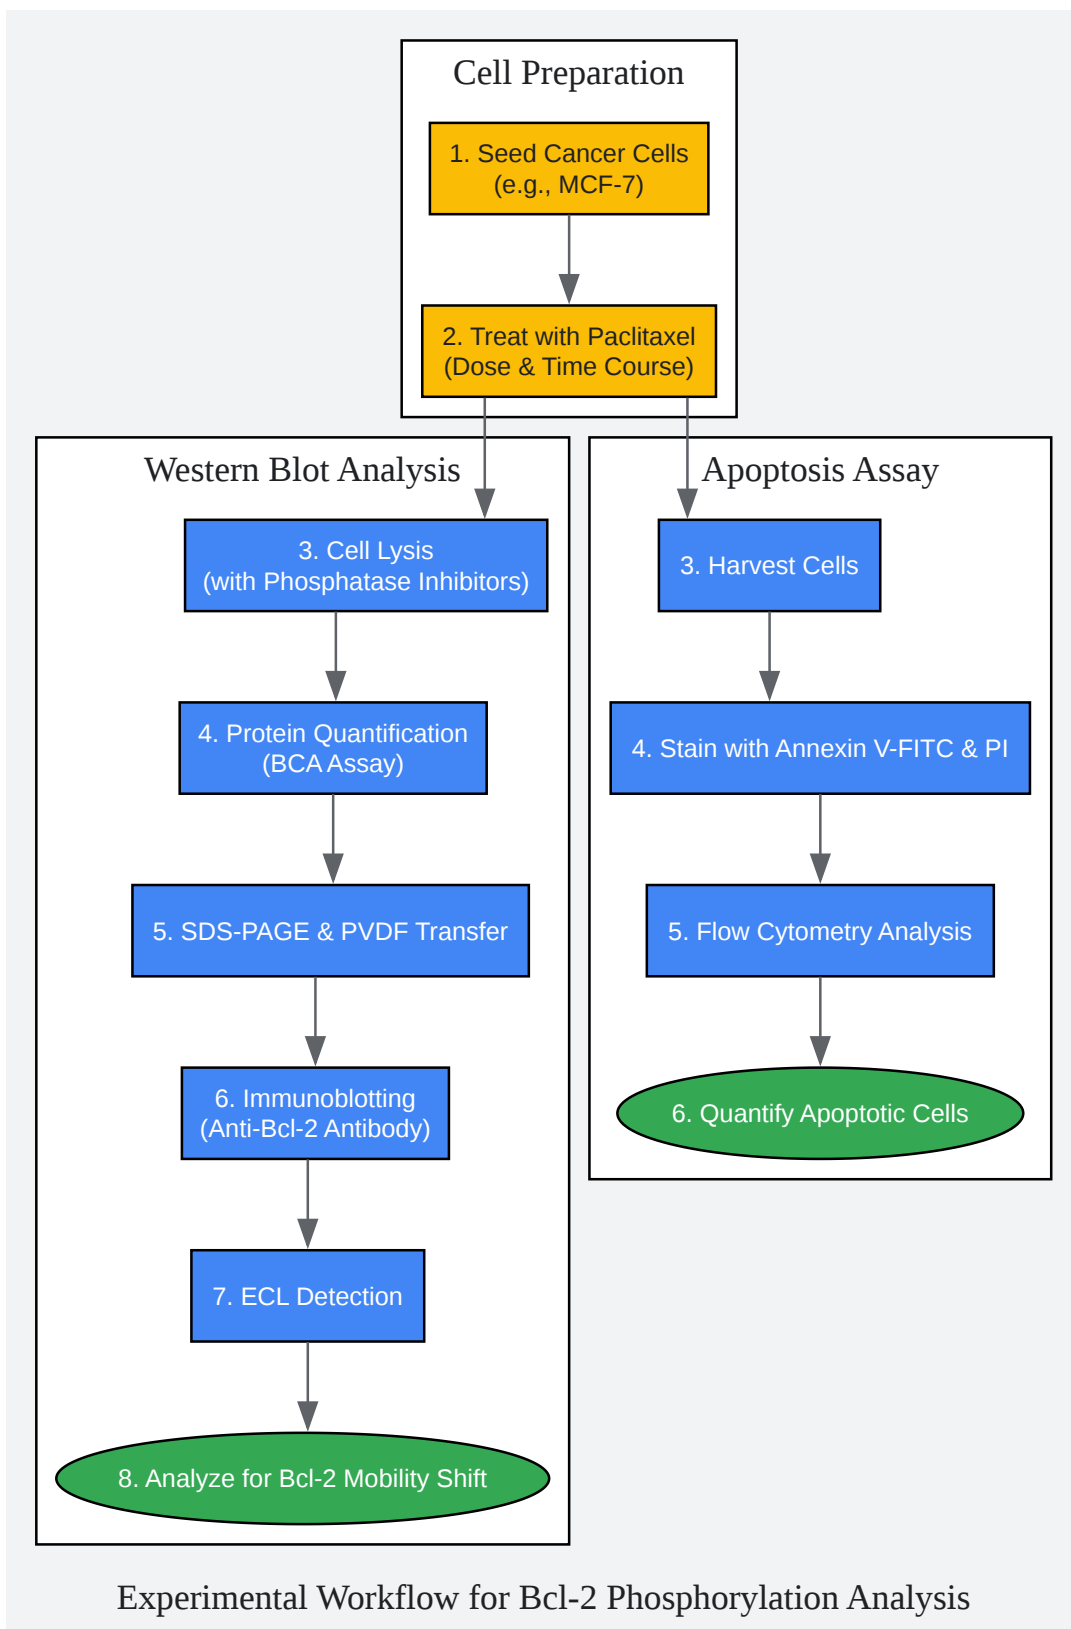 Cell Preparation
1. Seed Cancer Cells
(e.g., MCF-7)
2. Treat with Paclitaxel
(Dose & Time Course)
Western Blot Analysis
3. Cell Lysis
(with Phosphatase Inhibitors)
4. Protein Quantification
(BCA Assay)
5. SDS-PAGE & PVDF Transfer
6. Immunoblotting
(Anti-Bcl-2 Antibody)
7. ECL Detection
8. Analyze for Bcl-2 Mobility Shift
Apoptosis Assay
3. Harvest Cells
4. Stain with Annexin V-FITC & PI
5. Flow Cytometry Analysis
6. Quantify Apoptotic Cells
Experimental Workflow for Bcl-2 Phosphorylation Analysis